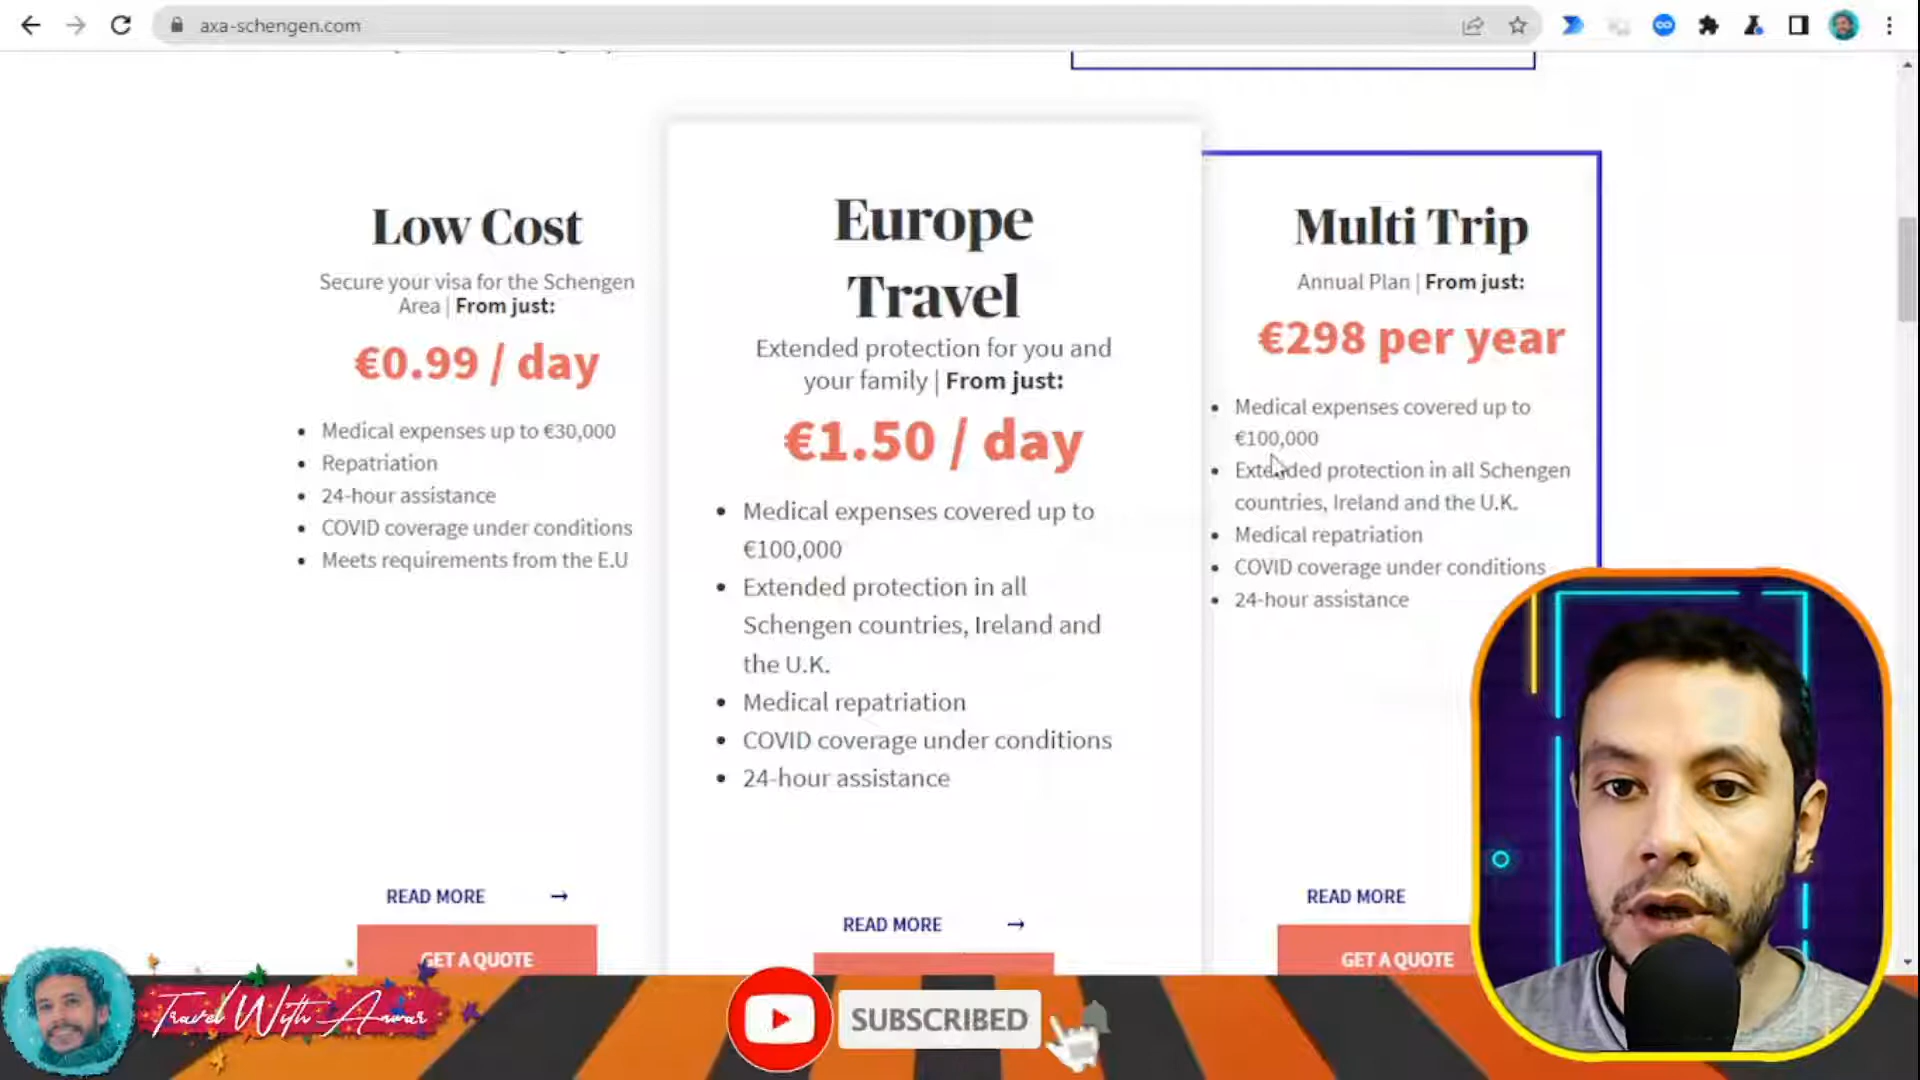 axa-schengen.com
Low Cost
Secure your visa for the Schengen
Area | From just:
€0.99 / day
Medical expenses up to €30,000
Repatriation
24-hour assistance
COVID coverage under conditions
Meets requirements from the E.U
READ MORE →
GET A QUOTE
Europe
Travel
Extended protection for you and
your family | From just:
€1.50 / day
Medical expenses covered up to
€100,000
Extended protection in all
Schengen countries, Ireland and
the U.K.
Medical repatriation
COVID coverage under conditions
24-hour assistance
READ MORE →
Multi Trip
Annual Plan | From just:
€298 per year
Medical expenses covered up to
€100,000
Extended protection in all Schengen
countries, Ireland and the U.K.
Medical repatriation
COVID coverage under conditions
24-hour assistance
READ MORE
GET A QUOTE
Travel With Anwar
SUBSCRIBED